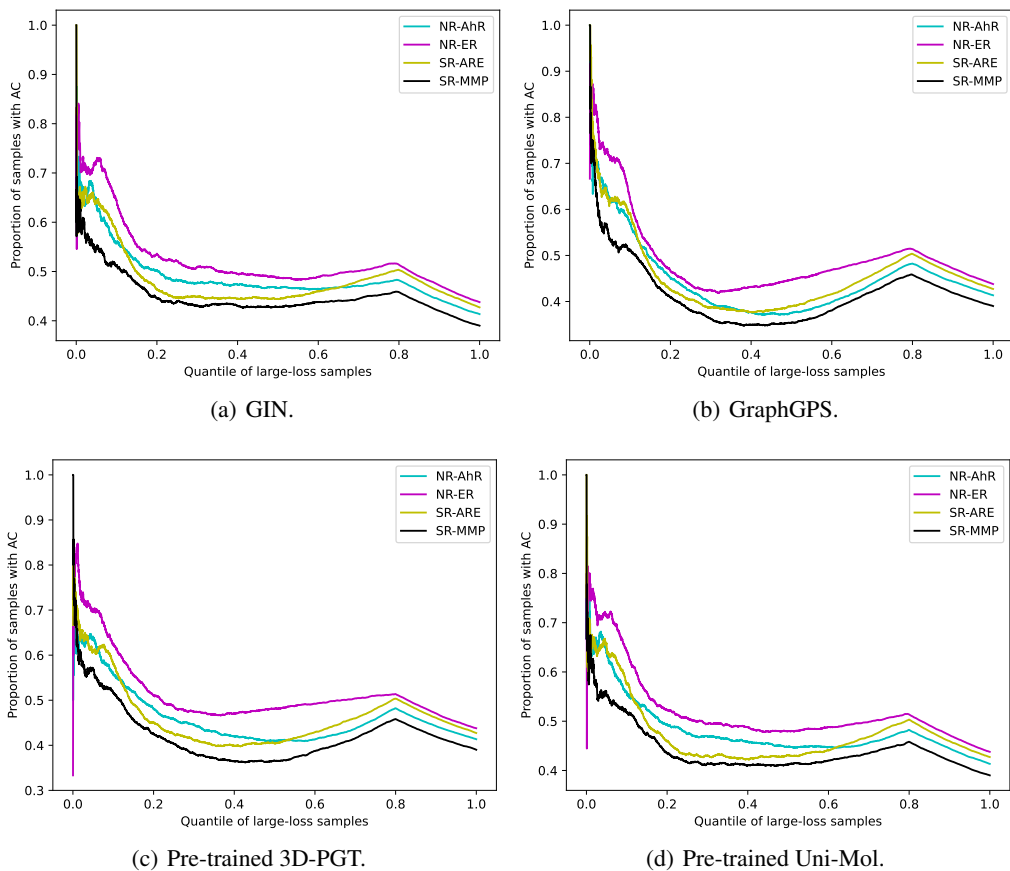 1.0
0.9
0.8
0.7
0.6
0.5
0.4
Proportion of samples with AC
0.0 0.2 0.4 0.6 0.8 1.0
Quantile of large-loss samples
NR-AhR
NR-ER
SR-ARE
SR-MMP
(a) GIN.
1.0
0.9
0.8
0.7
0.6
0.5
0.4
Proportion of samples with AC
0.0 0.2 0.4 0.6 0.8 1.0
Quantile of large-loss samples
NR-AhR
NR-ER
SR-ARE
SR-MMP
(b) GraphGPS.
1.0
0.9
0.8
0.7
0.6
0.5
0.4
0.3
Proportion of samples with AC
0.0 0.2 0.4 0.6 0.8 1.0
Quantile of large-loss samples
NR-AhR
NR-ER
SR-ARE
SR-MMP
(c) Pre-trained 3D-PGT.
1.0
0.9
0.8
0.7
0.6
0.5
0.4
Proportion of samples with AC
0.0 0.2 0.4 0.6 0.8 1.0
Quantile of large-loss samples
NR-AhR
NR-ER
SR-ARE
SR-MMP
(d) Pre-trained Uni-Mol.